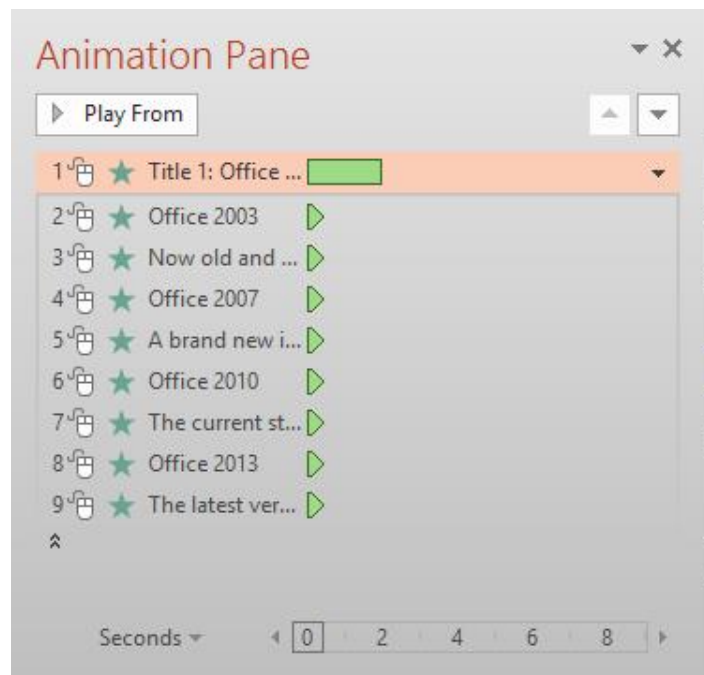 Animation Pane
Play From
1 Title 1: Office ...
2 Office 2003
3 Now old and ...
4 Office 2007
5 A brand new i...
6 Office 2010
7 The current st...
8 Office 2013
9 The latest ver...
Seconds 0 2 4 6 8